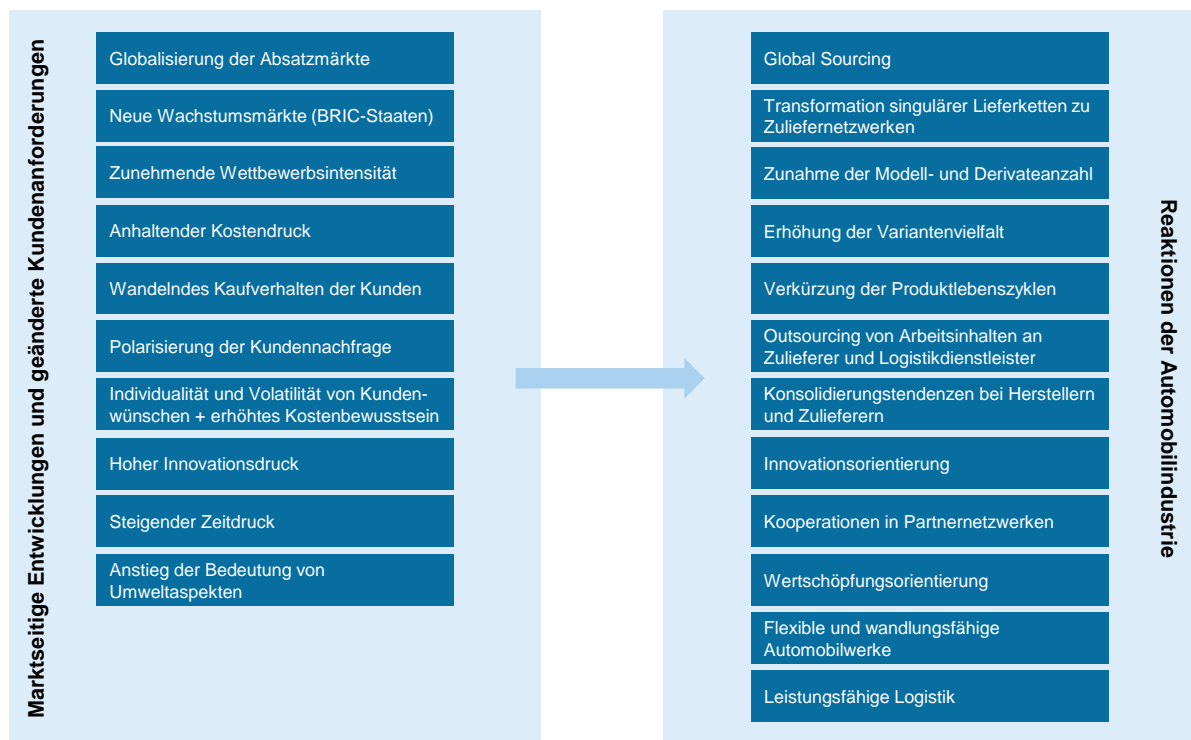 Marktseitige Entwicklungen und geänderte Kundenanforderungen
Globalisierung der Absatzmärkte
Neue Wachstumsmärkte (BRIC-Staaten)
Zunehmende Wettbewerbsintensität
Anhaltender Kostendruck
Wandelndes Kaufverhalten der Kunden
Polarisierung der Kundennachfrage
Individualität und Volatilität von Kunden-
wünschen + erhöhtes Kostenbewusstsein
Hoher Innovationsdruck
Steigender Zeitdruck
Anstieg der Bedeutung von
Umweltaspekten
Global Sourcing
Transformation singulärer Lieferketten zu
Zuliefernetzwerken
Zunahme der Modell- und Derivateanzahl
Erhöhung der Variantenvielfalt
Verkürzung der Produktlebenszyklen
Outsourcing von Arbeitsinhalten an
Zulieferer und Logistikdienstleister
Konsolidierungstendenzen bei Herstellern
und Zulieferern
Innovationsorientierung
Kooperationen in Partnernetzwerken
Wertschöpfungsorientierung
Flexible und wandlungsfähige
Automobilwerke
Leistungsfähige Logistik
Reaktionen der Automobilindustrie